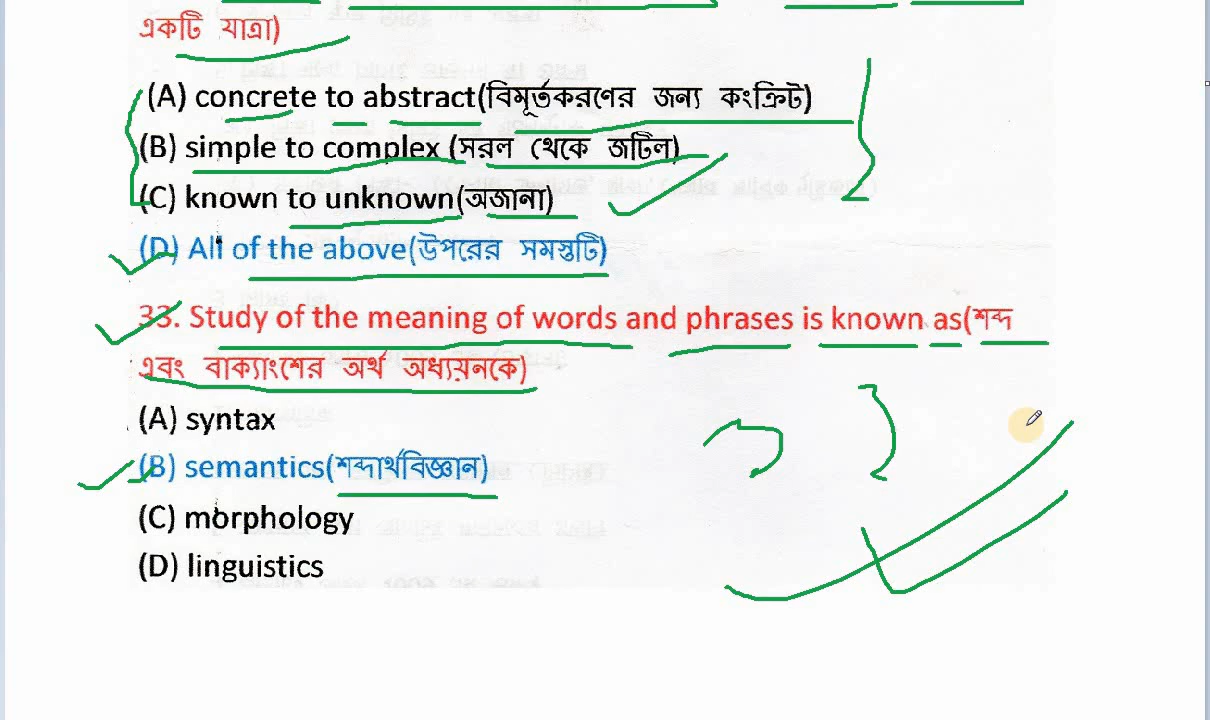 একটি যাত্রা)
(A) concrete to abstract(বিমূর্তকরণের জন্য কংক্রিট)
(B) simple to complex (সরল থেকে জটিল)
(C) known to unknown(অজানা)
(D) All of the above(উপরের সমস্তটি)
33. Study of the meaning of words and phrases is known as(শব্দ
এবং বাক্যাংশের অর্থ অধ্যয়নকে)
(A) syntax
(B) semantics(শব্দার্থবিজ্ঞান)
(C) morphology
(D) linguistics